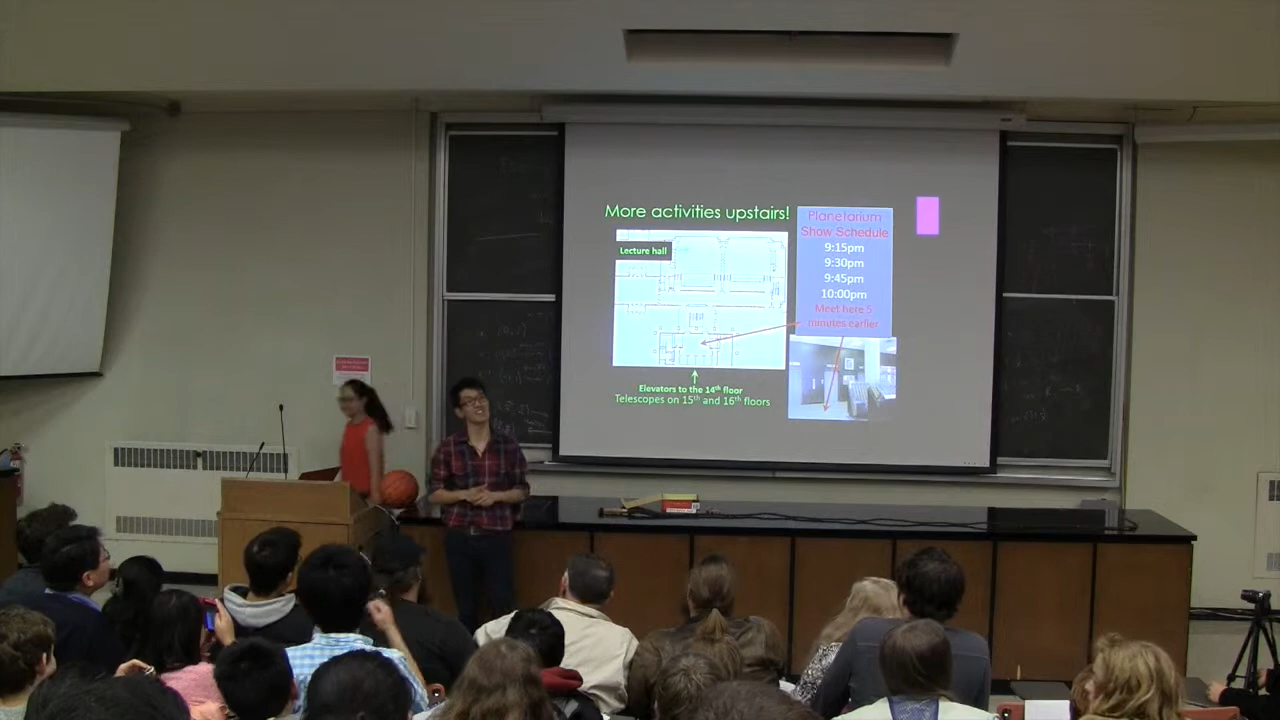 More activities upstairs!
Lecture hall
Elevators to the 14th floor
Telescopes on 15th and 16th floors
Planetarium
Show Schedule
9:15pm
9:30pm
9:45pm
10:00pm
Meet here 5
minutes earlier